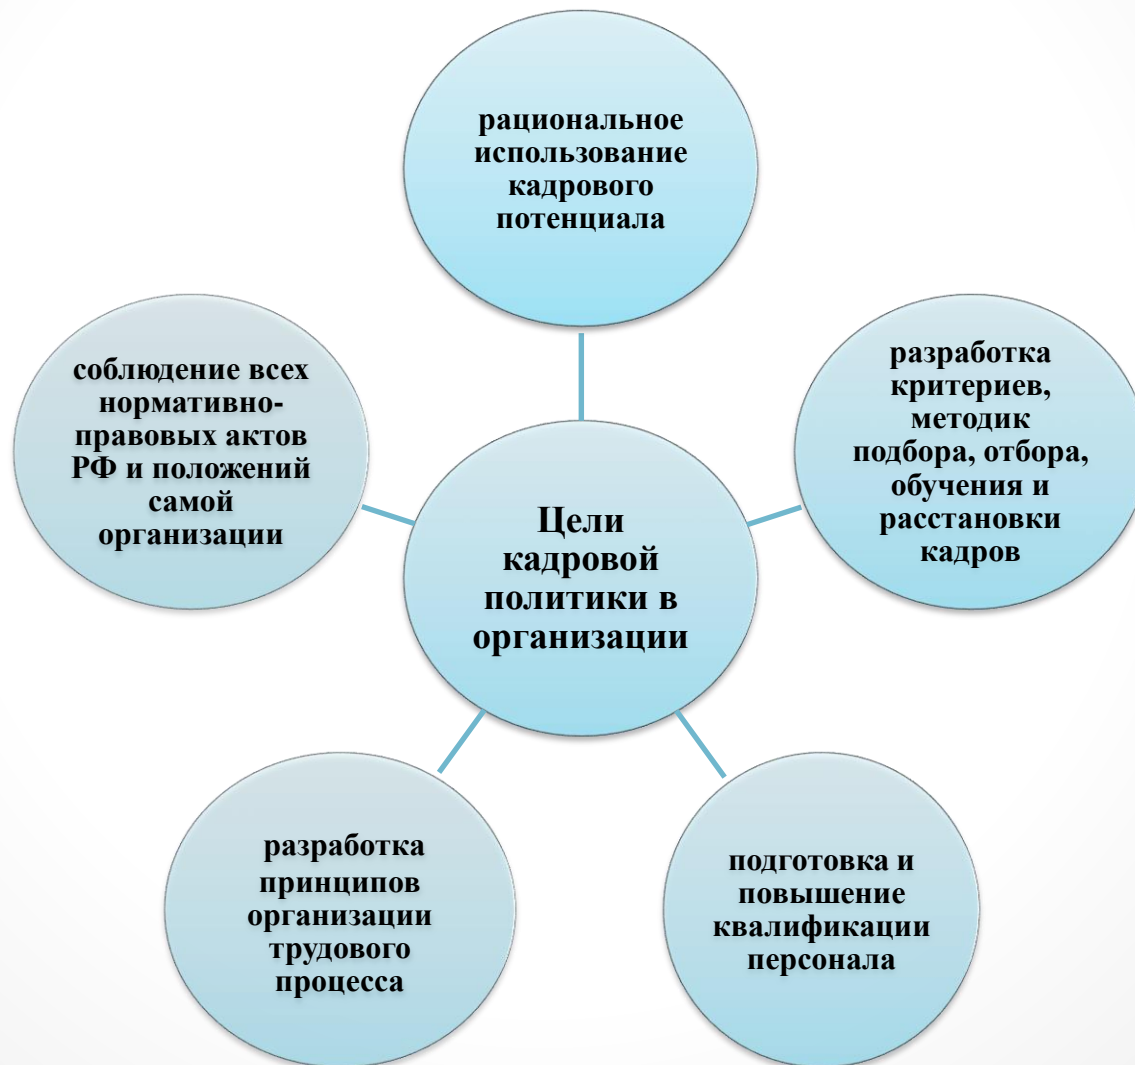 рациональное
использование
кадрового
потенциала
соблюдение всех
нормативно-
правовых актов
РФ и положений
самой
организации
разработка
критериев,
методик
подбора, отбора,
обучения и
расстановки
кадров
Цели
кадровой
политики в
организации
разработка
принципов
организации
трудового
процесса
подготовка и
повышение
квалификации
персонала